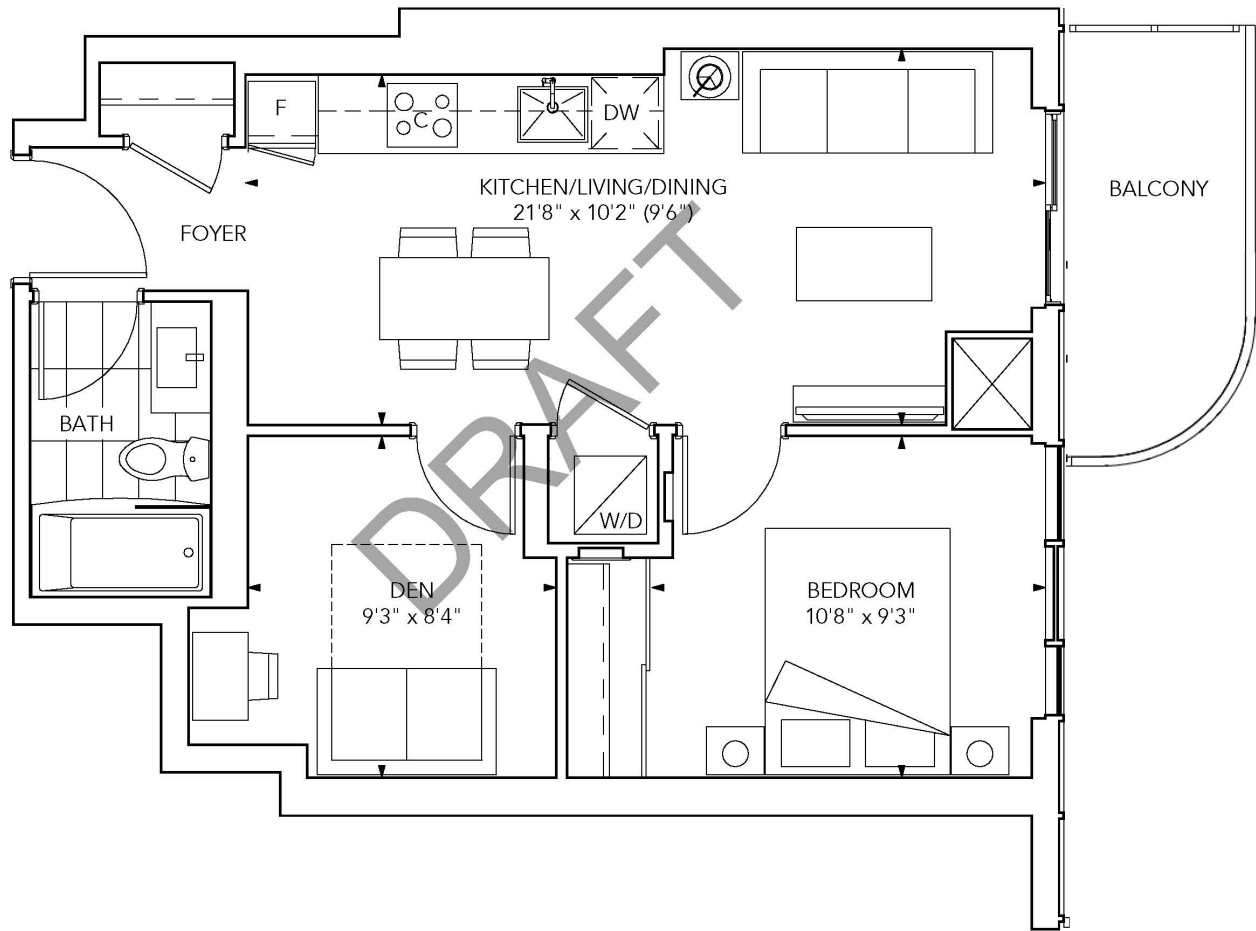 F
C
DW
KITCHEN/LIVING/DINING
21'8" x 10'2" (9'6")
BALCONY
FOYER
DRAFT
BATH
W/D
DEN
9'3" x 8'4"
BEDROOM
10'8" x 9'3"